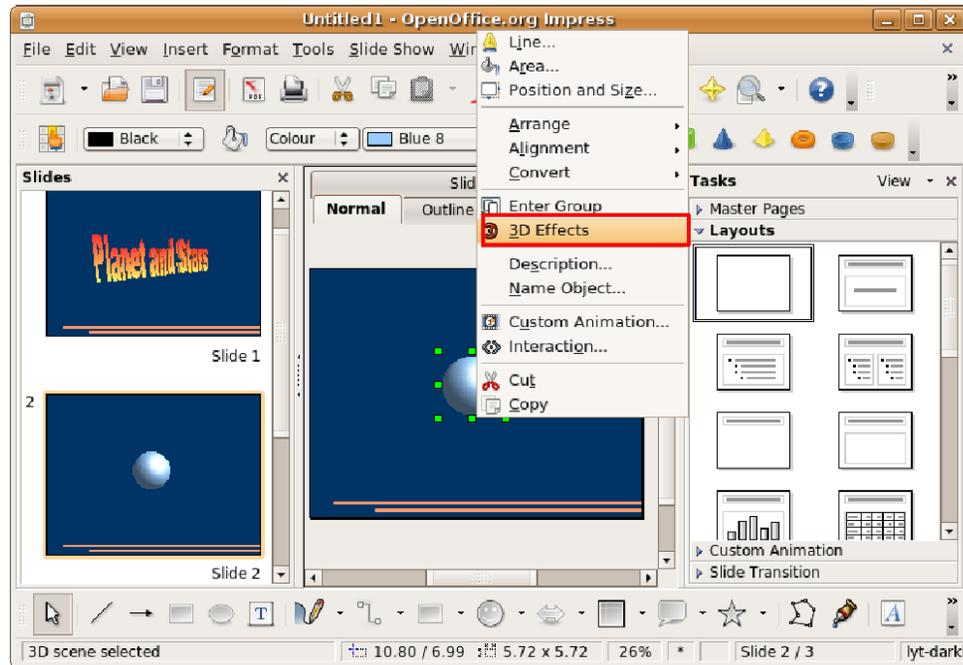 Untitled1 - OpenOffice.org Impress
File Edit View Insert Format Tools Slide Show Win
Line...
Area...
Position and Size...
Arrange
Alignment
Convert
Enter Group
3D Effects
Description...
Name Object...
Custom Animation...
Interaction...
Cut
Copy
PDF
Black
Colour
Blue 8
Slides
Planet and Stars
Slide 1
2
Slide 2
Slid
Normal Outline
Tasks View
Master Pages
Layouts
Custom Animation
Slide Transition
T
A
3D scene selected 10.80 / 6.99 5.72 x 5.72 26% * Slide 2 / 3 lyt-dark